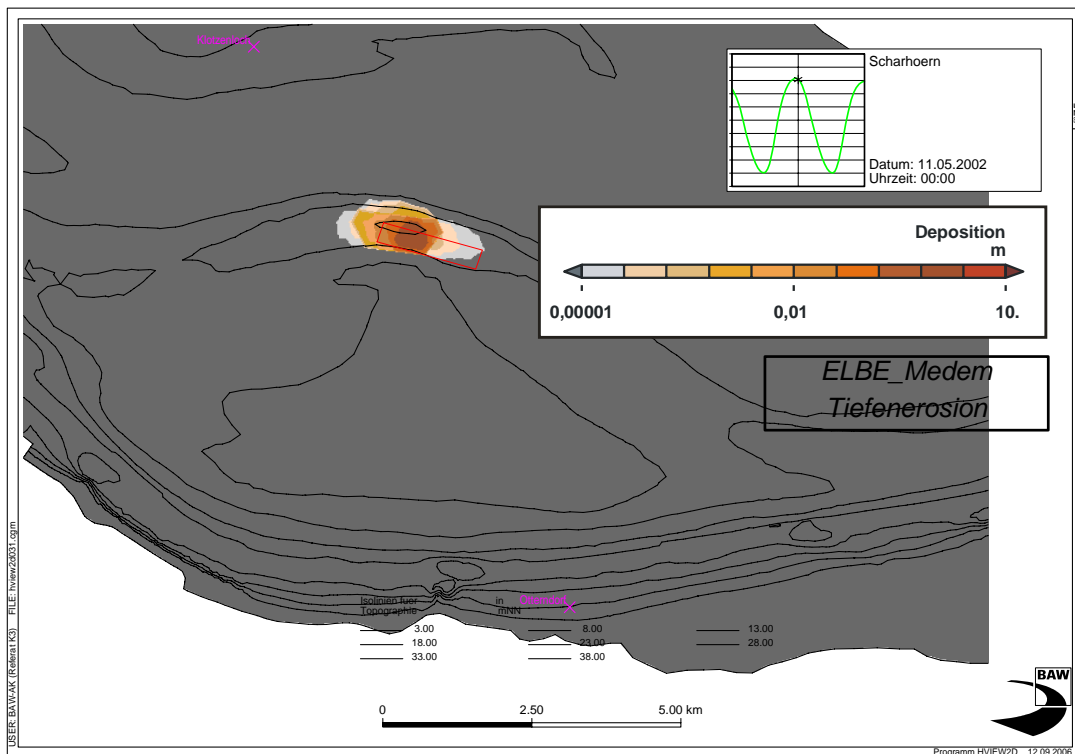 Scharhoern
Datum: 11.05.2002
Uhrzeit: 00:00
Deposition
m
0,00001 0,01 10.
ELBE_Medem
Tiefenerosion
Isolinien fuer in
Topographie mNN
3.00 8.00 13.00
18.00 23.00 28.00
33.00 38.00
0 2.50 5.00 km
BAW
USER: BAW-AK (Referat K3) FILE: hview2d031.cgm
Programm HVIEW2D 12.09.2006